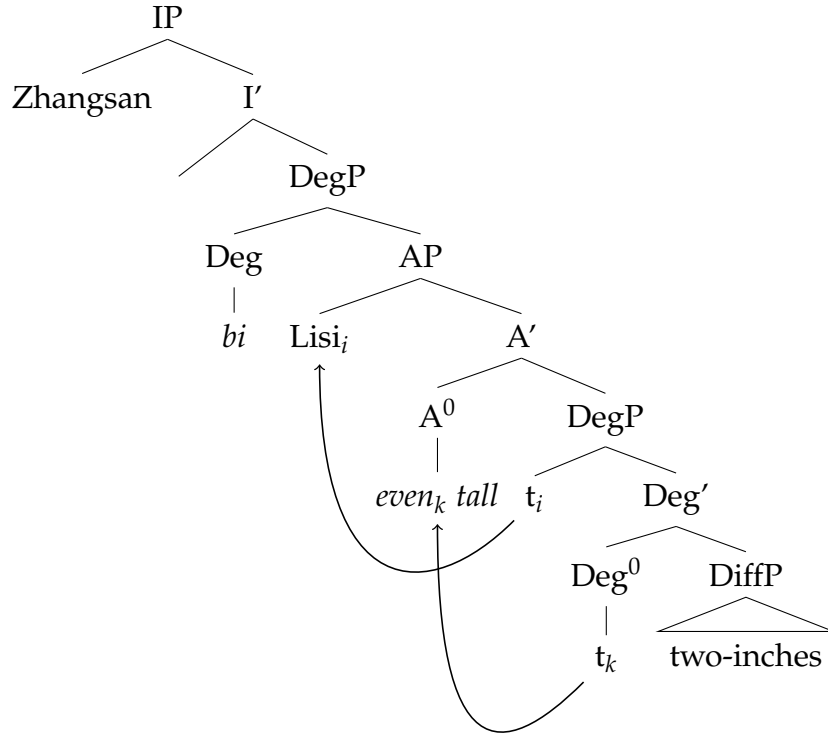 IP
Zhangsan I’
DegP
Deg AP
bi Lisi_i A’
A^0 DegP
even_k tall t_i Deg’
Deg^0 DiffP
t_k two-inches